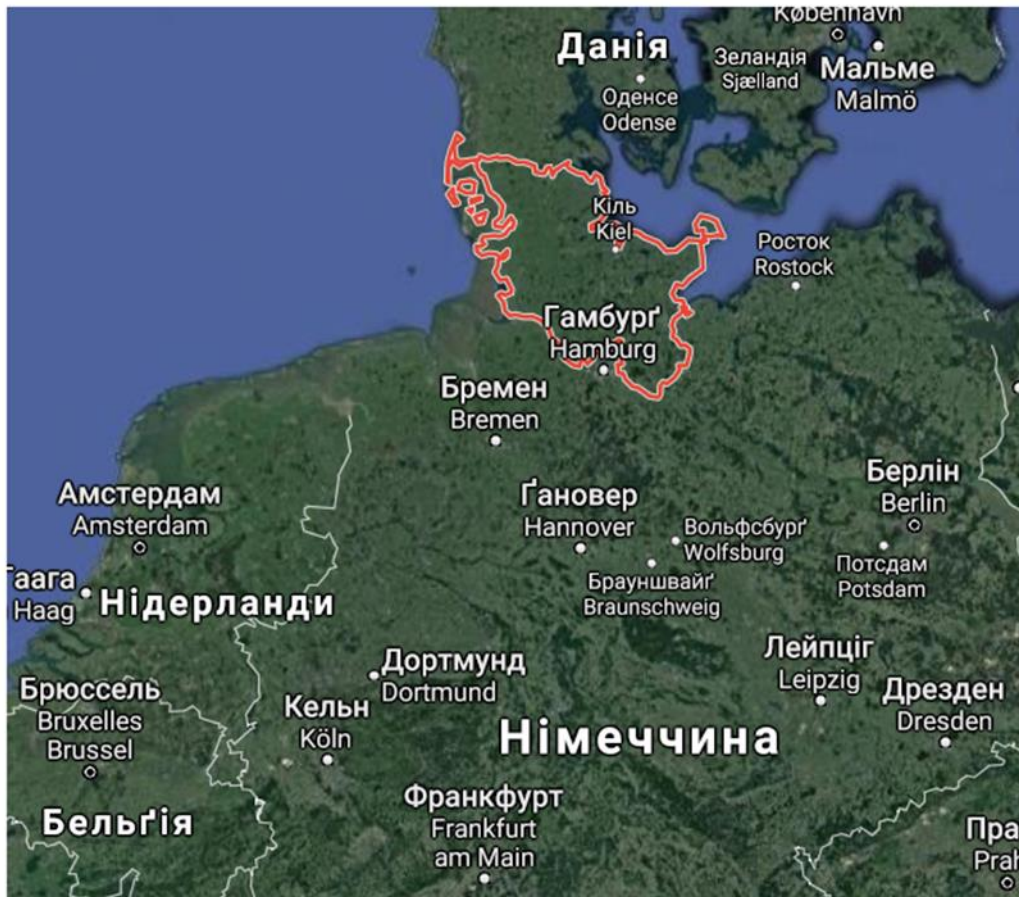 København
Данія
Зеландія
Sjælland
Мальме
Malmö
Оденсе
Odense
Кіль
Kiel
Росток
Rostock
Гамбурґ
Hamburg
Бремен
Bremen
Берлін
Berlin
Амстердам
Amsterdam
Ґановер
Hannover
Вольфсбурґ
Wolfsburg
Потсдам
Potsdam
Брауншвайґ
Braunschweig
Гаага
Haag
Нідерланди
Лейпціг
Leipzig
Дортмунд
Dortmund
Дрезден
Dresden
Брюссель
Bruxelles
Brussel
Кельн
Köln
Німеччина
Франкфурт
Frankfurt
am Main
Бельґія
Пра
Prah